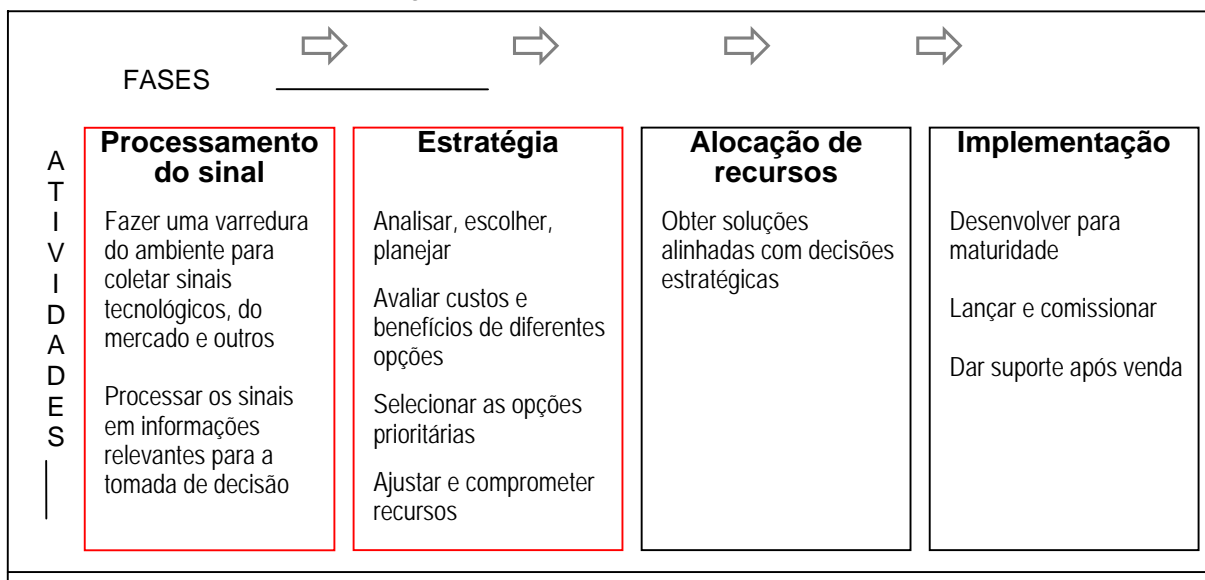 FASES
ATIVIDADES
Processamento
do sinal
Fazer uma varredura
do ambiente para
coletar sinais
tecnológicos, do
mercado e outros
Processar os sinais
em informações
relevantes para a
tomada de decisão
Estratégia
Analisar, escolher,
planejar
Avaliar custos e
benefícios de diferentes
opções
Selecionar as opções
prioritárias
Ajustar e comprometer
recursos
Alocação de
recursos
Obter soluções
alinhadas com decisões
estratégicas
Implementação
Desenvolver para
maturidade
Lançar e comissionar
Dar suporte após venda